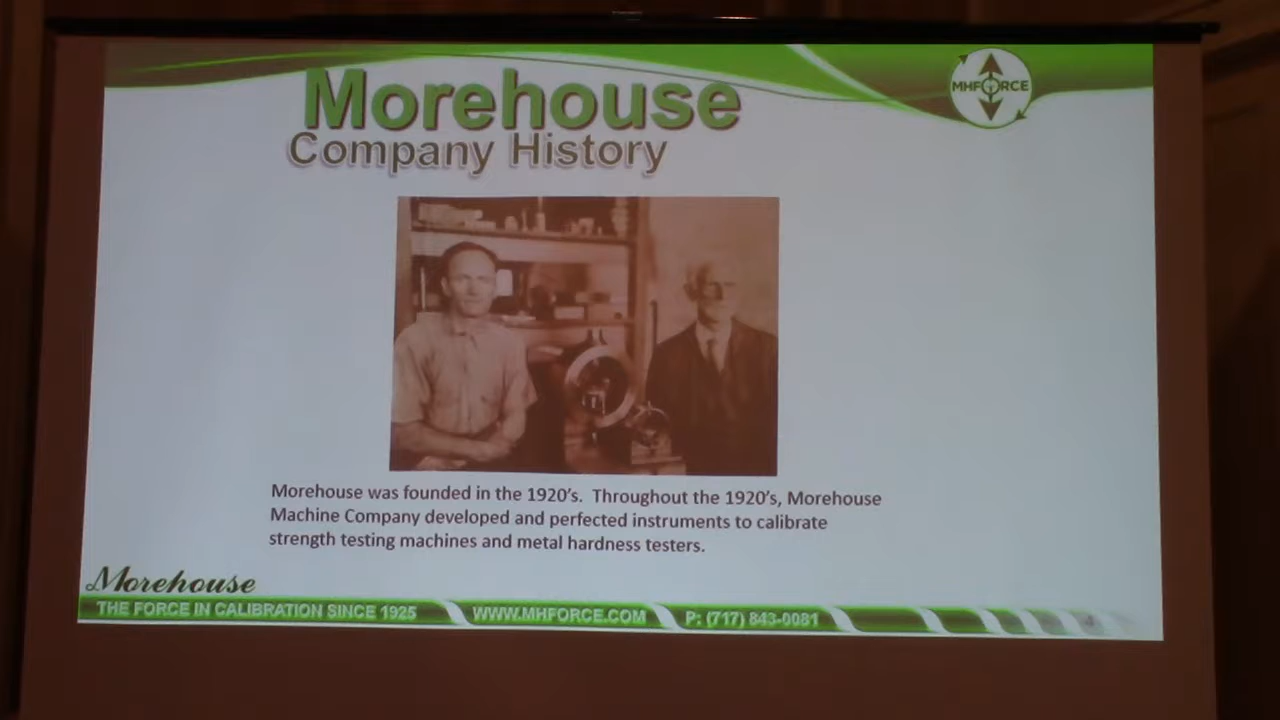 Morehouse
Company History
MHFORCE
Morehouse was founded in the 1920's. Throughout the 1920's, Morehouse
Machine Company developed and perfected instruments to calibrate
strength testing machines and metal hardness testers.
Morehouse
THE FORCE IN CALIBRATION SINCE 1925 WWW.MHFORCE.COM P: (717) 843-0081